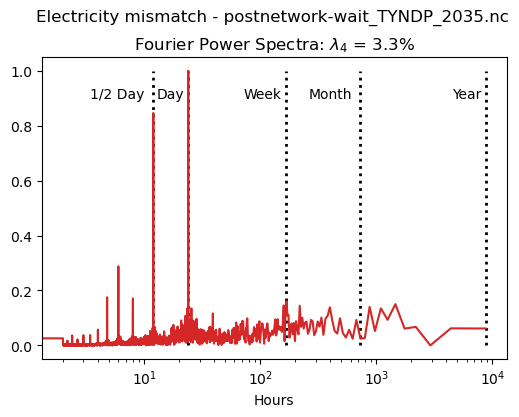 Electricity mismatch - postnetwork-wait_TYNDP_2035.nc
Fourier Power Spectra: λ₄ = 3.3%
1/2 Day
Day
Week
Month
Year
1.0
0.8
0.6
0.4
0.2
0.0
10¹
10²
10³
10⁴
Hours